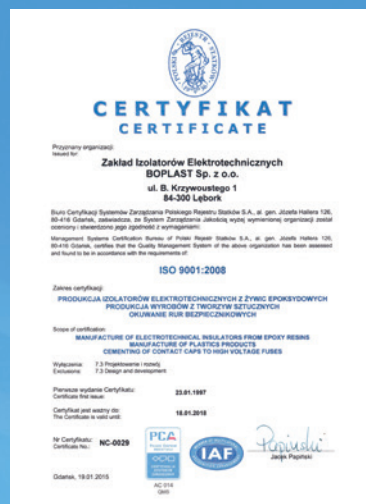 POLSKI REJESTR STATKÓW
CERTYFIKAT
CERTIFICATE
Przyznany organizacji:
Issued for:
Zakład Izolatorów Elektrotechnicznych
BOPLAST Sp. z o.o.
ul. B. Krzywoustego 1
84-300 Lębork
Biuro Certyfikacji Systemów Zarządzania Polskiego Rejestru Statków S.A., al. gen. Józefa Hallera 126,
80-416 Gdańsk, zaświadcza, że System Zarządzania Jakością wyżej wymienionej organizacji został
oceniony i stwierdzono jego zgodność z wymaganiami:
Management Systems Certification Bureau of Polski Rejestr Statków S.A., al. gen. Józefa Hallera 126,
80-416 Gdańsk, certifies that the Quality Management System of the above organization has been assessed
and found to be in accordance with the requirements of:
ISO 9001:2008
Zakres certyfikacji:
PRODUKCJA IZOLATORÓW ELEKTROTECHNICZNYCH Z ŻYWIC EPOKSYDOWYCH
PRODUKCJA WYROBÓW Z TWORZYW SZTUCZNYCH
OKUWANIE RUR BEZPIECZNIKOWYCH
Scope of certification:
MANUFACTURE OF ELECTROTECHNICAL INSULATORS FROM EPOXY RESINS
MANUFACTURE OF PLASTICS PRODUCTS
CEMENTING OF CONTACT CAPS TO HIGH VOLTAGE FUSES
Wyłączenia: 7.3 Projektowanie i rozwój
Exclusions: 7.3 Design and development
Pierwsze wydanie Certyfikatu: 23.01.1997
Certificate first issue:
Certyfikat jest ważny do: 18.01.2018
The Certificate is valid until:
Nr Certyfikatu: NC-0029
Certificate No.:
PCA
IAF
Jacek Papiński
Gdańsk, 19.01.2015
AC 014
QMS